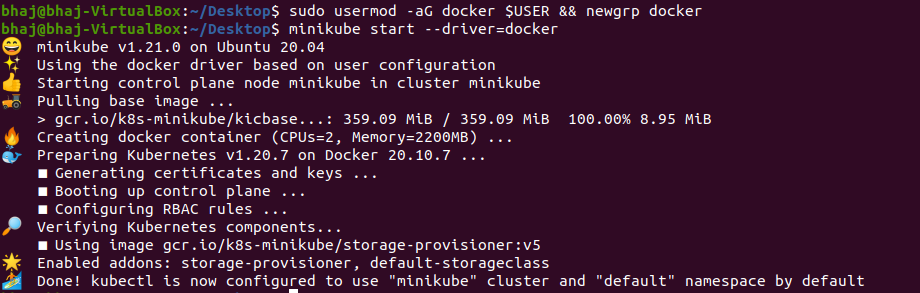 bhaj@bhaj-VirtualBox:~/Desktop$ sudo usermod -aG docker $USER && newgrp docker
bhaj@bhaj-VirtualBox:~/Desktop$ minikube start --driver=docker
😄 minikube v1.21.0 on Ubuntu 20.04
✨ Using the docker driver based on user configuration
👍 Starting control plane node minikube in cluster minikube
🚜 Pulling base image ...
> gcr.io/k8s-minikube/kicbase...: 359.09 MiB / 359.09 MiB 100.00% 8.95 MiB
🔥 Creating docker container (CPUs=2, Memory=2200MB) ...
🐳 Preparing Kubernetes v1.20.7 on Docker 20.10.7 ...
▪ Generating certificates and keys ...
▪ Booting up control plane ...
▪ Configuring RBAC rules ...
🔎 Verifying Kubernetes components...
▪ Using image gcr.io/k8s-minikube/storage-provisioner:v5
🌟 Enabled addons: storage-provisioner, default-storageclass
🏄 Done! kubectl is now configured to use "minikube" cluster and "default" namespace by default